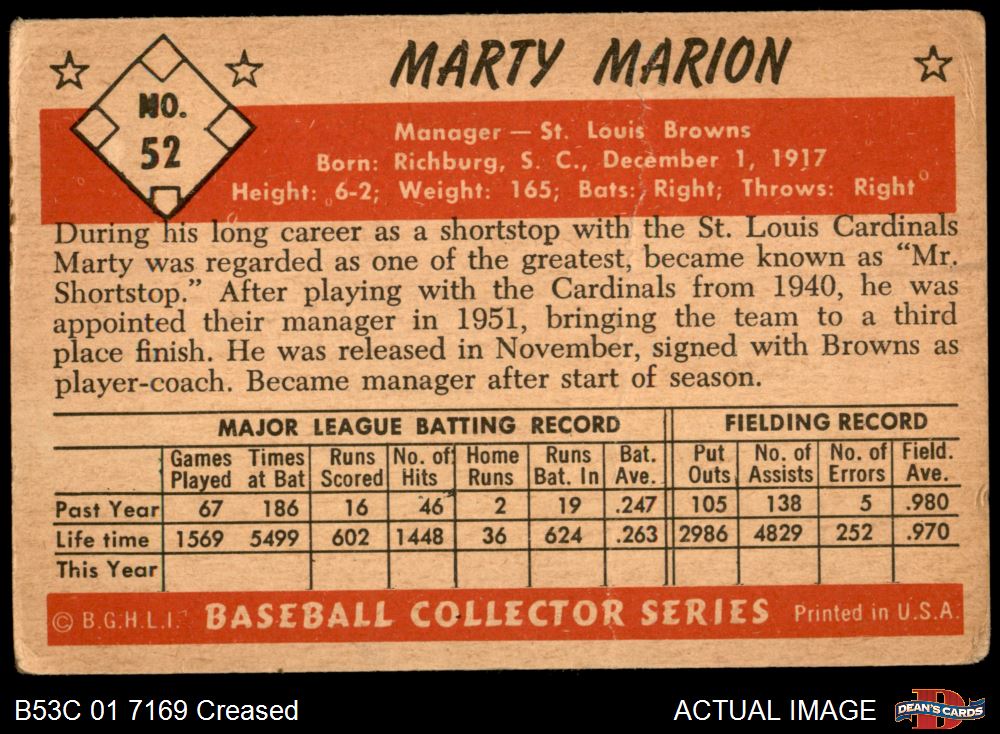 MARTY MARION
NO.
52
Manager — St. Louis Browns
Born: Richburg, S. C., December 1, 1917
Height: 6-2; Weight: 165; Bats: Right; Throws: Right
During his long career as a shortstop with the St. Louis Cardinals
Marty was regarded as one of the greatest, became known as “Mr.
Shortstop.” After playing with the Cardinals from 1940, he was
appointed their manager in 1951, bringing the team to a third
place finish. He was released in November, signed with Browns as
player-coach. Became manager after start of season.
MAJOR LEAGUE BATTING RECORD FIELDING RECORD
Games Times Runs No. of Home Runs Bat. Put No. of No. of Field.
Played at Bat Scored Hits Runs Bat. In Ave. Outs Assists Errors Ave.
Past Year 67 186 16 46 2 19 .247 105 138 5 .980
Life time 1569 5499 602 1448 36 624 .263 2986 4829 252 .970
This Year
© B.G.H.L.I. BASEBALL COLLECTOR SERIES Printed in U.S.A.
B53C 01 7169 Creased ACTUAL IMAGE DEAN'S CARDS